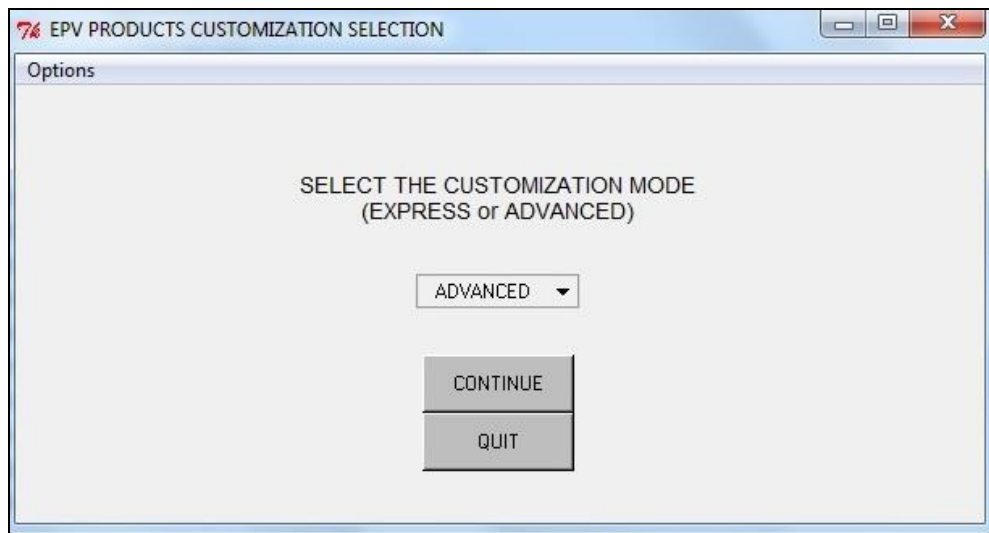 EPV PRODUCTS CUSTOMIZATION SELECTION
Options
SELECT THE CUSTOMIZATION MODE
(EXPRESS or ADVANCED)
ADVANCED
CONTINUE
QUIT